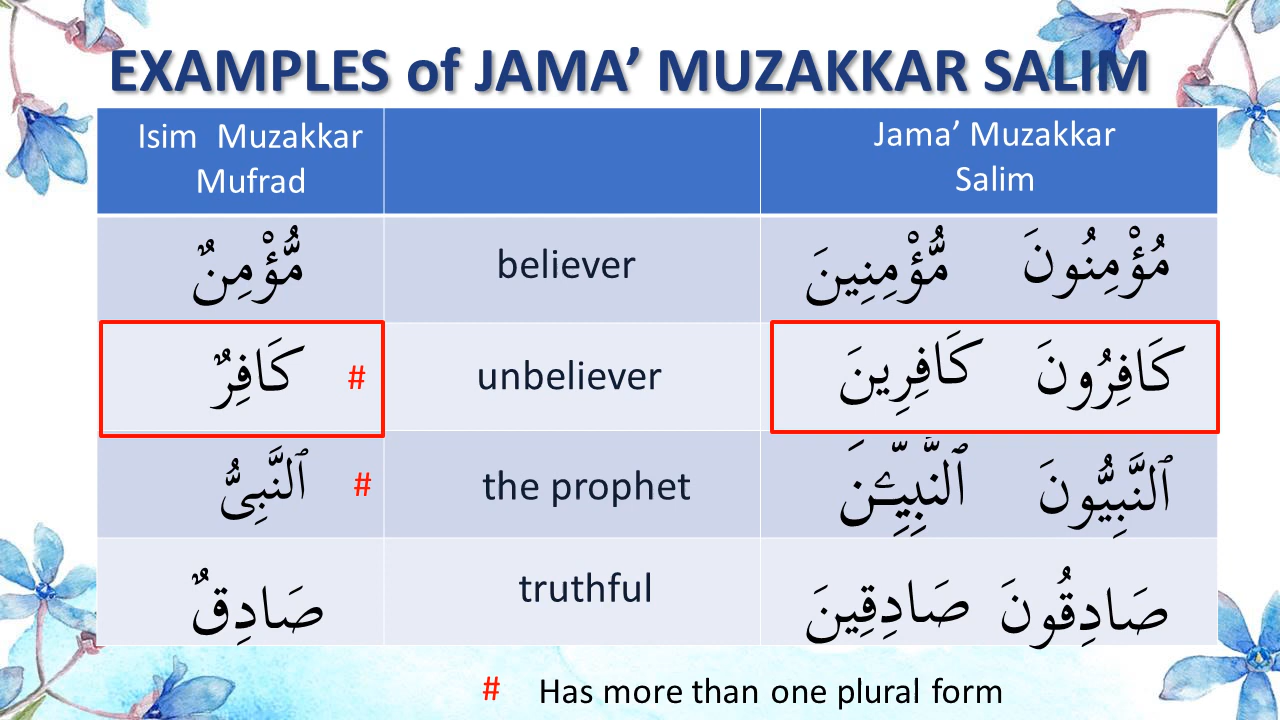 EXAMPLES of JAMA’ MUZAKKAR SALIM
Isim Muzakkar
Mufrad
Jama’ Muzakkar
Salim
مُّؤْمِنٌ
believer
مُّؤْمِنِينَ
مُؤْمِنُونَ
كَافِرٌ
#
unbeliever
كَافِرِينَ
كَافِرُونَ
ٱلنَّبِىُّ
#
the prophet
ٱلنَّبِيِّـۧنَ
ٱلنَّبِيُّونَ
صَادِقٌ
truthful
صَادِقِينَ
صَادِقُونَ
# Has more than one plural form